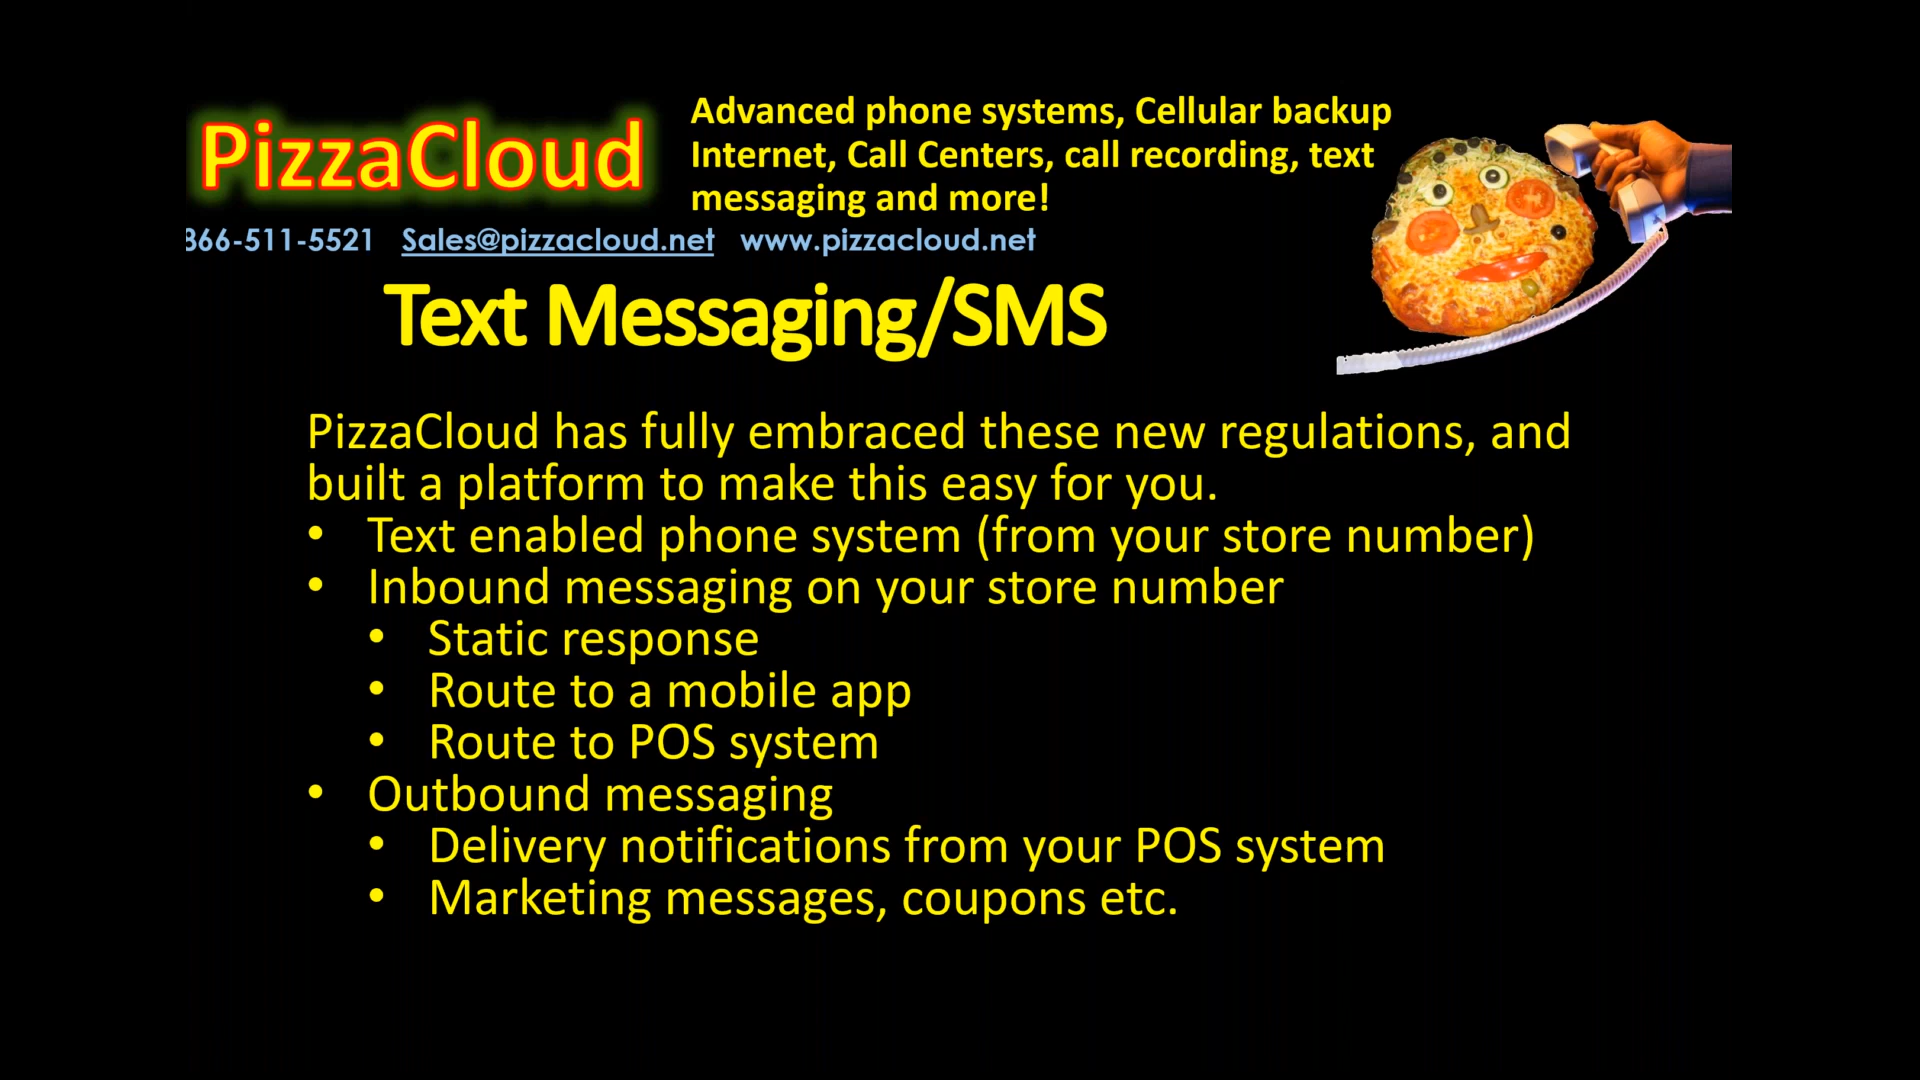 PizzaCloud
Advanced phone systems, Cellular backup
Internet, Call Centers, call recording, text
messaging and more!
866-511-5521 Sales@pizzacloud.net www.pizzacloud.net
Text Messaging/SMS
PizzaCloud has fully embraced these new regulations, and
built a platform to make this easy for you.
• Text enabled phone system (from your store number)
• Inbound messaging on your store number
• Static response
• Route to a mobile app
• Route to POS system
• Outbound messaging
• Delivery notifications from your POS system
• Marketing messages, coupons etc.